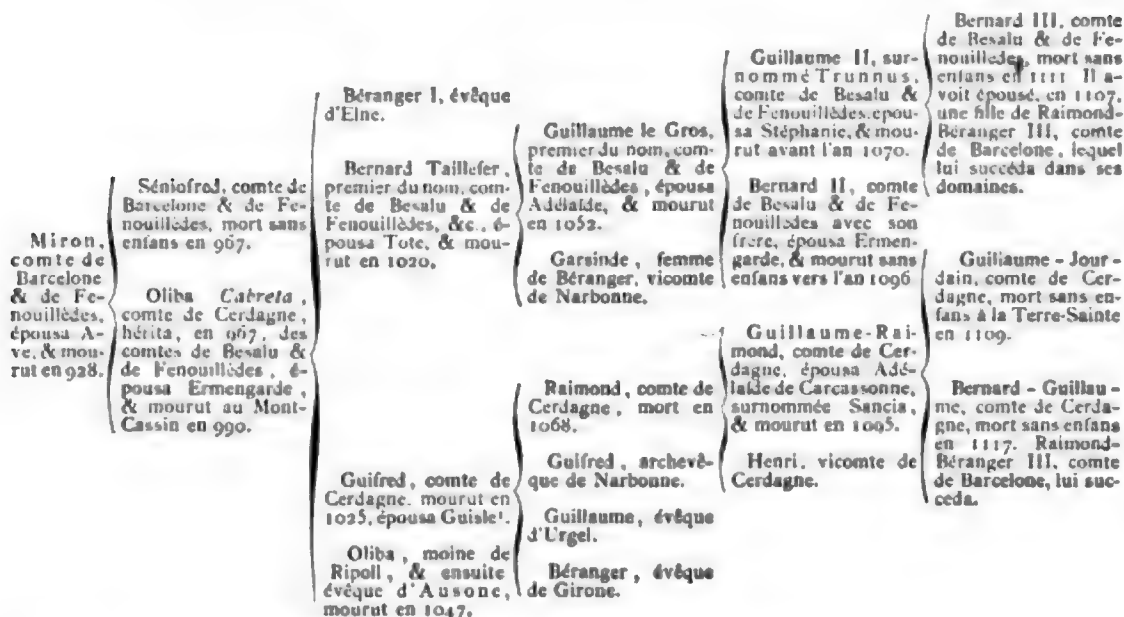 Miron,
comte de
Barcelone
& de Fe-
nouillèdes,
épousa A-
ve, & mou-
rut en 928.
Séniofred, comte de
Barcelone & de Fe-
nouillèdes, mort sans
enfans en 967.
Oliba Cabreta,
comte de Cerdagne,
hérita, en 967, des
comtes de Besalu &
de Fenouillèdes, é-
pousa Ermengarde,
& mourut au Mont-
Cassin en 990.
Béranger I, évêque
d'Elne.
Bernard Taillefer,
premier du nom, com-
te de Besalu & de
Fenouillèdes, &c., é-
pousa Tote, & mou-
rut en 1020.
Guifred, comte de
Cerdagne, mourut en
1025, épousa Guisle¹.
Oliba, moine de
Ripoll, & ensuite
évêque d'Ausone,
mourut en 1047.
Guillaume le Gros,
premier du nom, com-
te de Besalu & de
Fenouillèdes, épousa
Adélaïde, & mourut
en 1052.
Garsinde, femme
de Béranger, vicomte
de Narbonne.
Raimond, comte de
Cerdagne, mort en
1068.
Guifred, archevê-
que de Narbonne.
Guillaume, évêque
d'Urgel.
Béranger, évêque
de Girone.
Guillaume II, sur-
nommé Trunnus,
comte de Besalu &
de Fenouillèdes, épou-
sa Stéphanie, & mou-
rut avant l'an 1070.
Bernard II, comte
de Besalu & de Fe-
nouillèdes avec son
frere, épousa Ermen-
garde, & mourut sans
enfans vers l'an 1096
Guillaume-Rai-
mond, comte de Cer-
dagne, épousa Adé-
laïde de Carcassonne,
surnommée Sancia,
& mourut en 1095.
Henri, vicomte de
Cerdagne.
Bernard III, comte
de Besalu & de Fe-
nouillèdes, mort sans
enfans en 1111 Il a-
voit épousé, en 1107,
une fille de Raimond-
Béranger III, comte
de Barcelone, lequel
lui succéda dans ses
domaines.
Guillaume-Jour-
dain, comte de Cer-
dagne, mort sans en-
fans à la Terre-Sainte
en 1109.
Bernard-Guillau-
me, comte de Cerda-
gne, mort sans enfans
en 1117. Raimond-
Béranger III, comte
de Barcelone, lui suc-
céda.